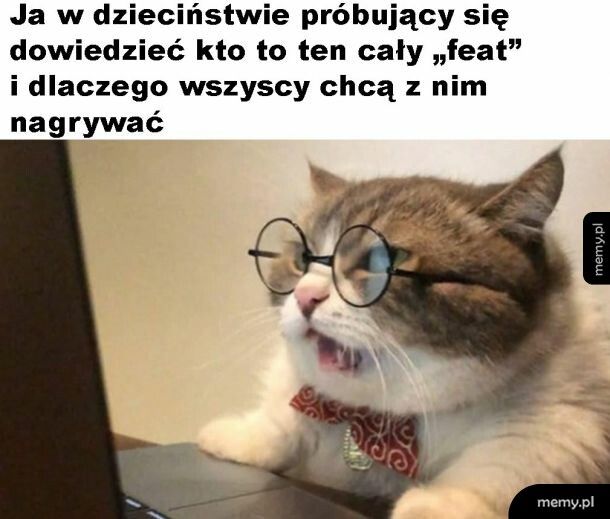 Ja w dzieciństwie próbujący się
dowiedzieć kto to ten cały „feat”
i dlaczego wszyscy chcą z nim
nagrywać
memy.pl
memy.pl